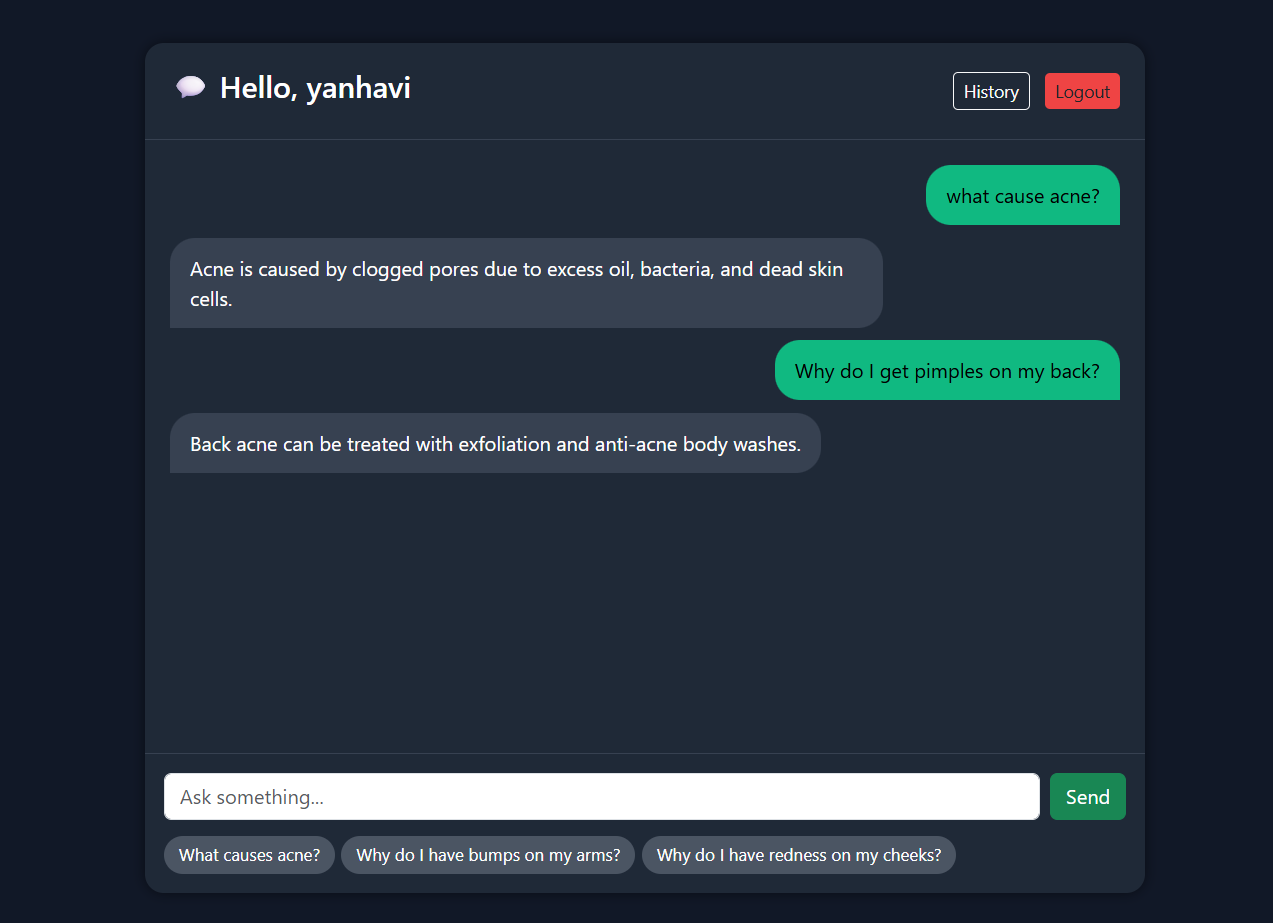 Hello, yanhavi
History
Logout
what cause acne?
Acne is caused by clogged pores due to excess oil, bacteria, and dead skin
cells.
Why do I get pimples on my back?
Back acne can be treated with exfoliation and anti-acne body washes.
Ask something...
Send
What causes acne?
Why do I have bumps on my arms?
Why do I have redness on my cheeks?